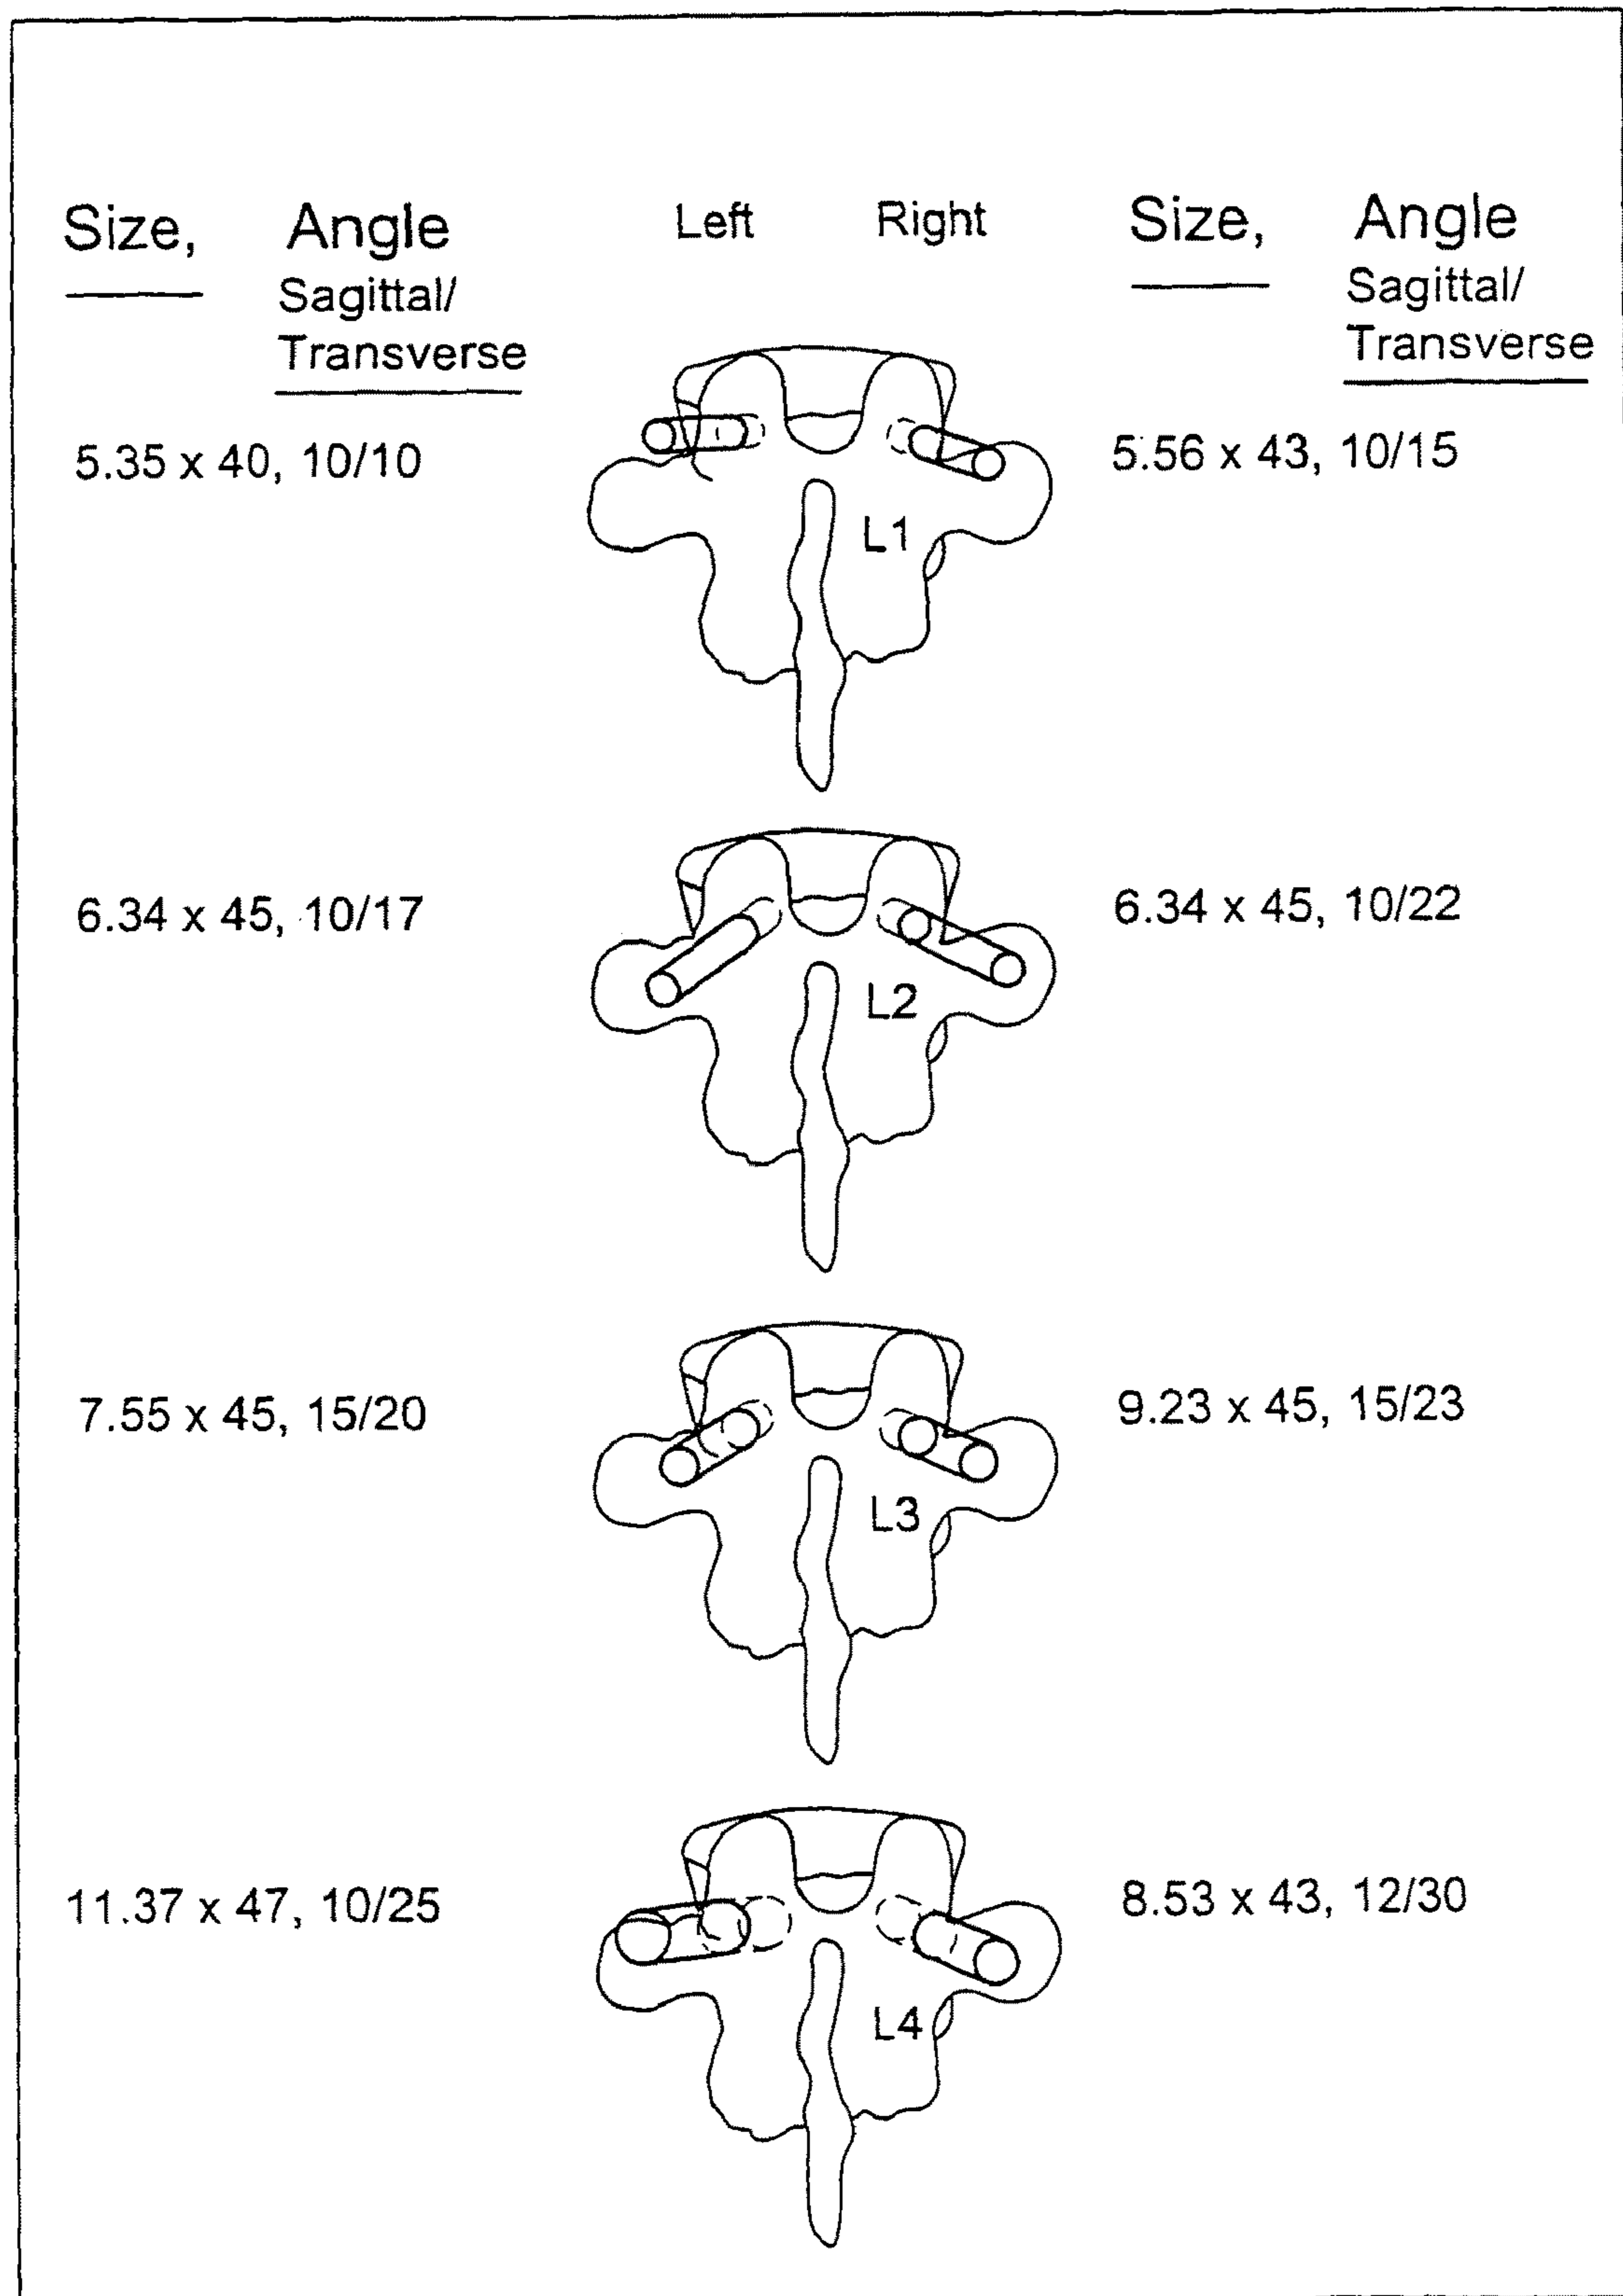 Size, Angle Left Right Size, Angle
Sagittal/ Sagittal/
Transverse Transverse
5.35 x 40, 10/10 5.56 x 43, 10/15
L1
6.34 x 45, 10/17 6.34 x 45, 10/22
L2
7.55 x 45, 15/20 9.23 x 45, 15/23
L3
11.37 x 47, 10/25 8.53 x 43, 12/30
L4